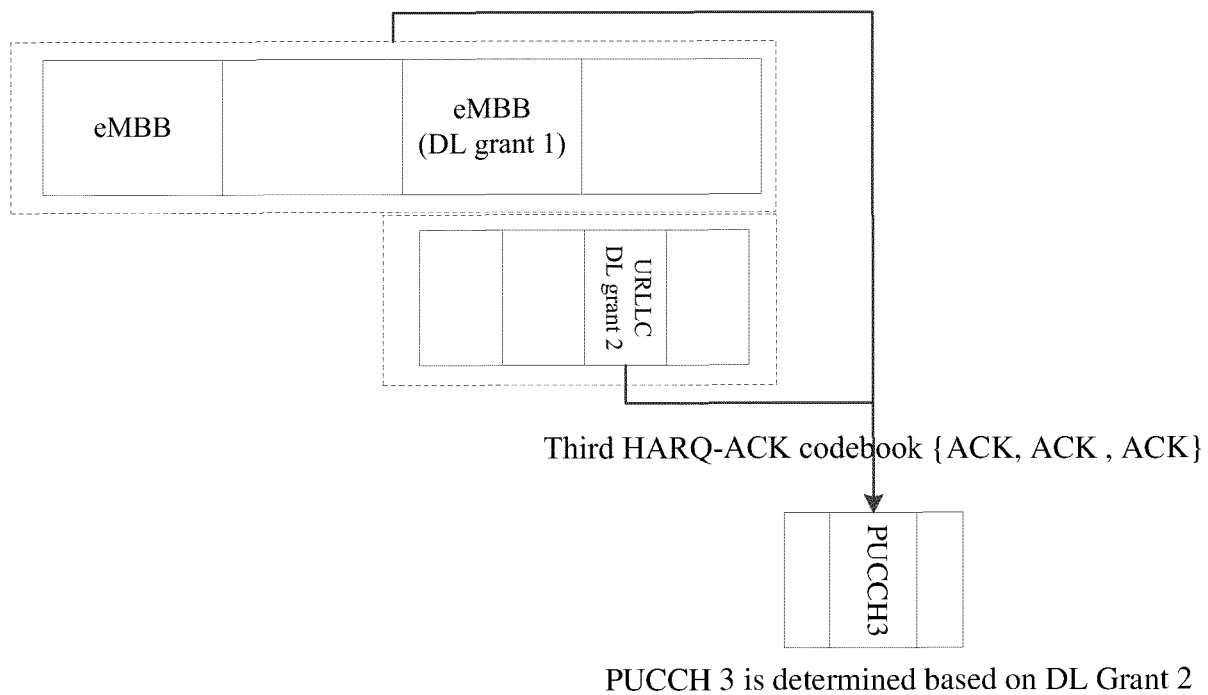 eMBB
eMBB
(DL grant 1)
URLLC
DL grant 2
Third HARQ-ACK codebook {ACK, ACK , ACK}
PUCCH3
PUCCH 3 is determined based on DL Grant 2